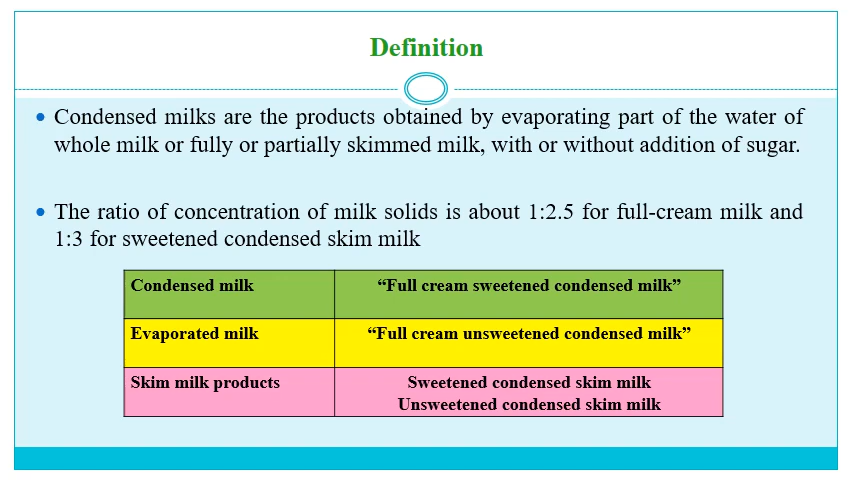 Definition
• Condensed milks are the products obtained by evaporating part of the water of
whole milk or fully or partially skimmed milk, with or without addition of sugar.
• The ratio of concentration of milk solids is about 1:2.5 for full-cream milk and
1:3 for sweetened condensed skim milk
Condensed milk “Full cream sweetened condensed milk”
Evaporated milk “Full cream unsweetened condensed milk”
Skim milk products Sweetened condensed skim milk
Unsweetened condensed skim milk